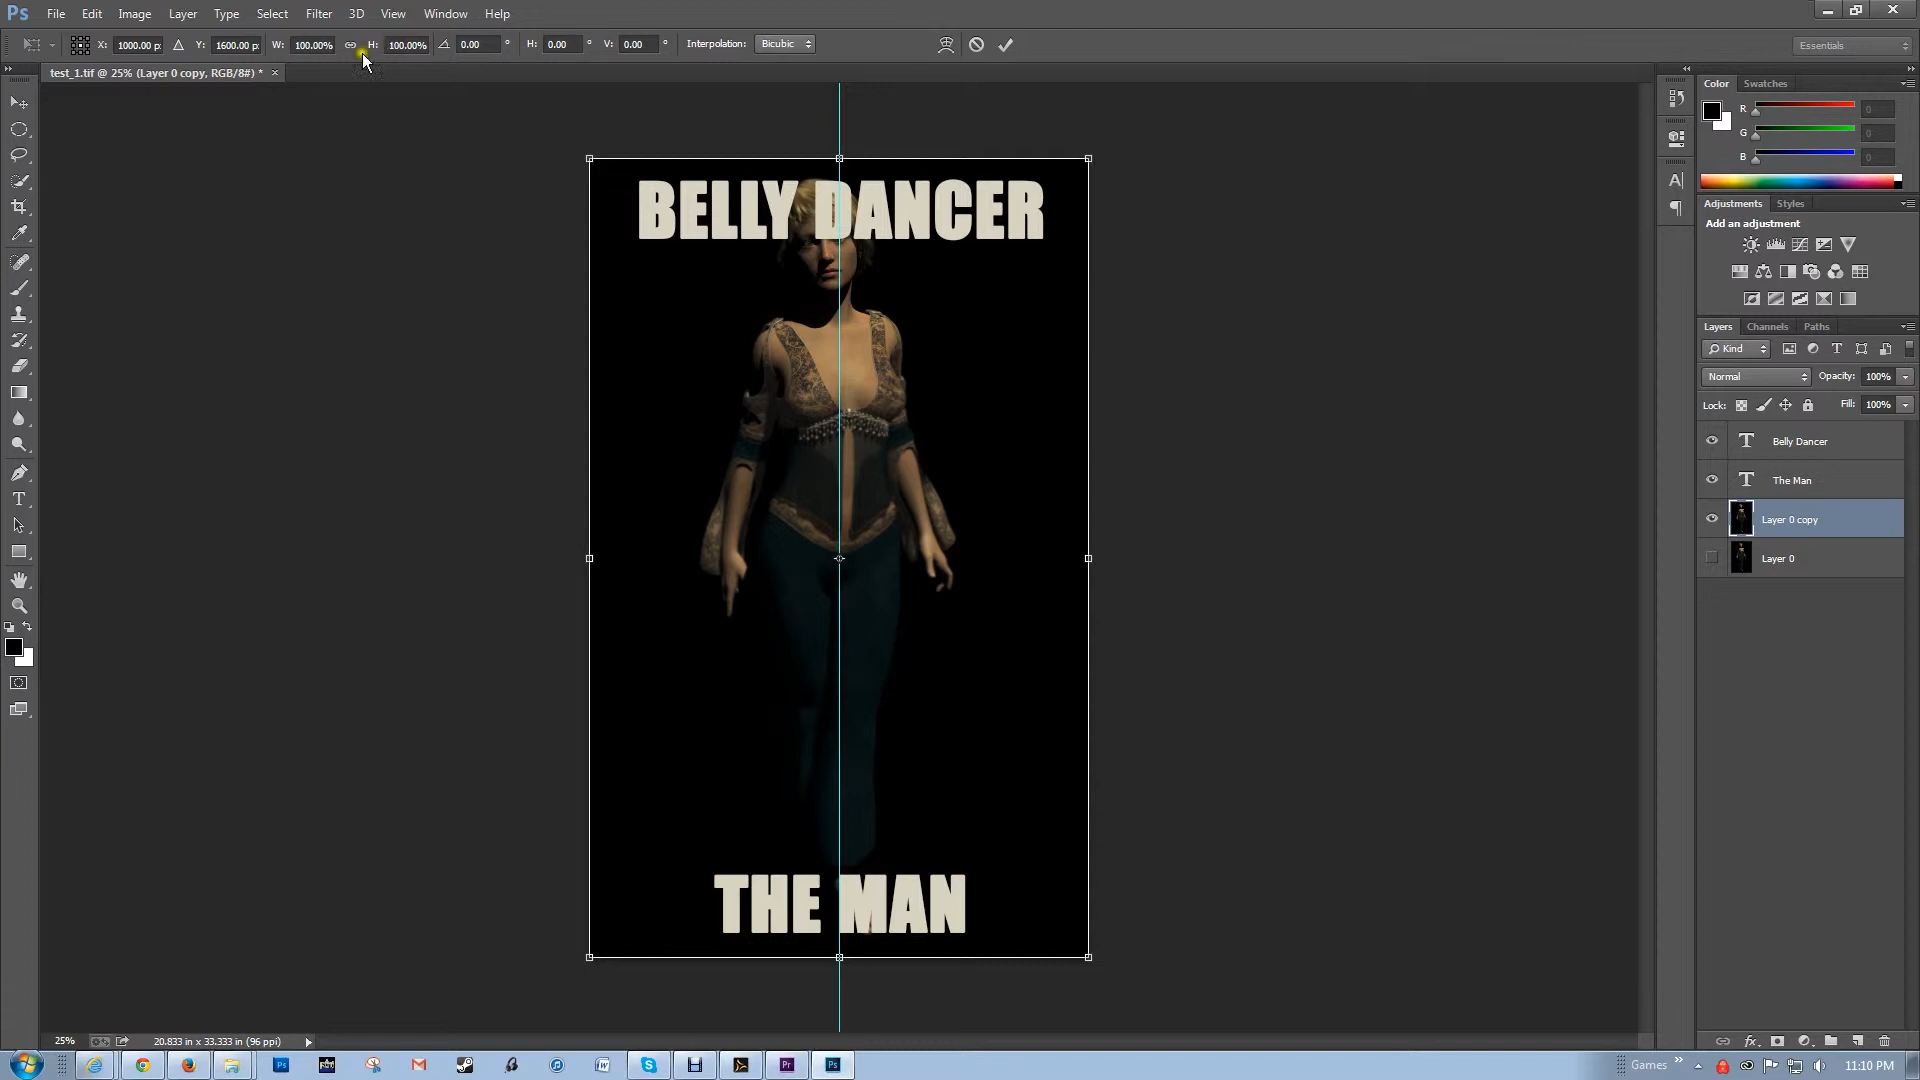 Ps File Edit Image Layer Type Select Filter 3D View Window Help
X: 1000.00 p: Y: 1600.00 p: W: 100.00% H: 100.00% 0.00 ° H: 0.00 ° V: 0.00 ° Interpolation: Bicubic Essentials
test_1.tif @ 25% (Layer 0 copy, RGB/8#) * ×
Color Swatches
R 0
G 0
B 0
BELLY DANCER
Adjustments Styles
Add an adjustment
Layers Channels Paths
Kind
Normal Opacity: 100%
Lock: Fill: 100%
Belly Dancer
The Man
Layer 0 copy
Layer 0
THE MAN
25% 20.833 in x 33.333 in (96 ppi)
Games 11:10 PM